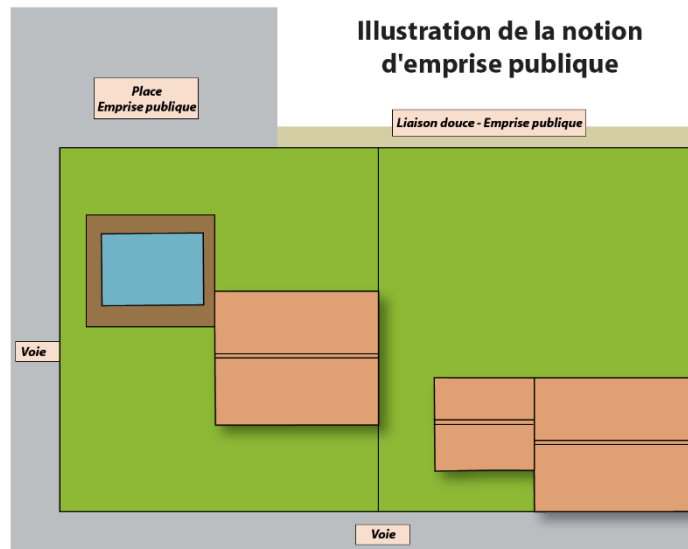 Illustration de la notion
d'emprise publique
Place
Emprise publique
Liaison douce - Emprise publique
Voie
Voie